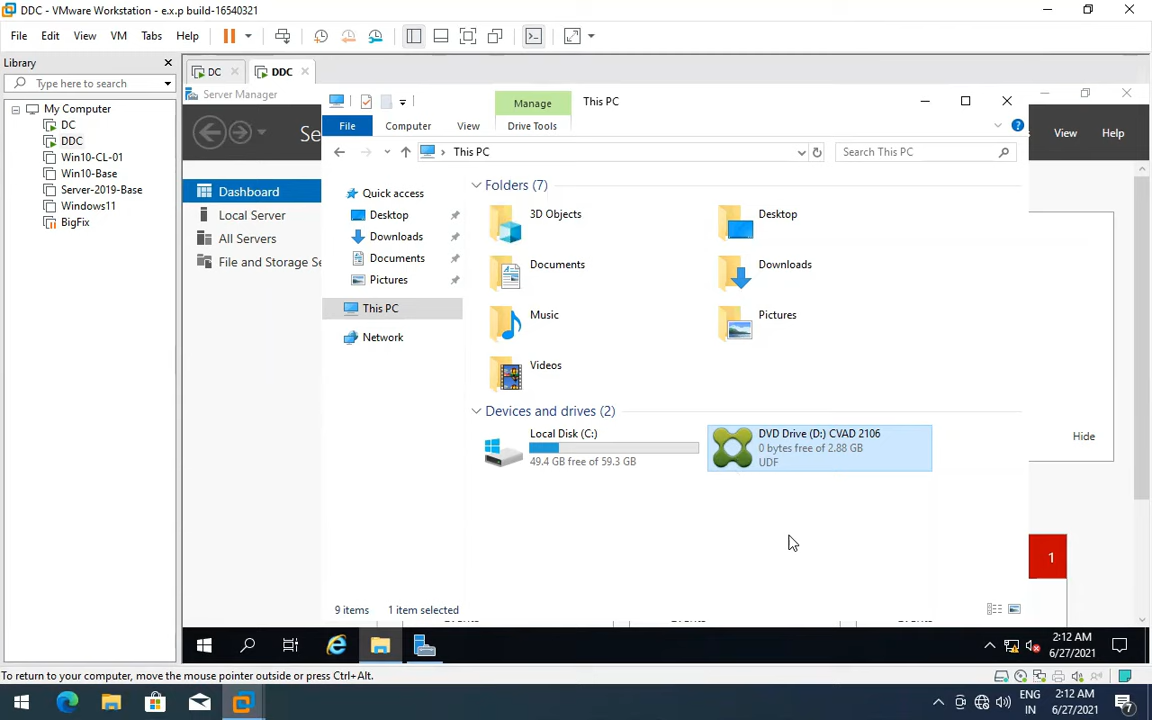 DDC - VMware Workstation - e.x.p build-16540321
File Edit View VM Tabs Help
Library
Type here to search
My Computer
DC
DDC
Win10-CL-01
Win10-Base
Server-2019-Base
Windows11
BigFix
DC DDC
Server Manager
Se
View Help
Dashboard
Local Server
All Servers
File and Storage Se
Hide
1
Manage
This PC
File Computer View Drive Tools
This PC
Search This PC
Quick access
Desktop
Downloads
Documents
Pictures
This PC
Network
Folders (7)
3D Objects
Desktop
Documents
Downloads
Music
Pictures
Videos
Devices and drives (2)
Local Disk (C:)
49.4 GB free of 59.3 GB
DVD Drive (D:) CVAD 2106
0 bytes free of 2.88 GB
UDF
9 items 1 item selected
2:12 AM
6/27/2021
To return to your computer, move the mouse pointer outside or press Ctrl+Alt.
ENG
IN
2:12 AM
6/27/2021
7